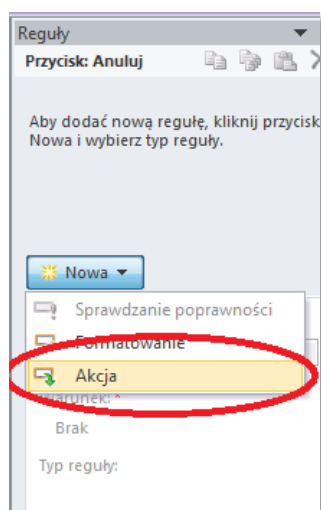 Reguły
Przycisk: Anuluj
Aby dodać nową regułę, kliknij przycisk
Nowa i wybierz typ reguły.
Nowa
Sprawdzanie poprawności
Formatowanie
Akcja
Warunek: *
Brak
Typ reguły: